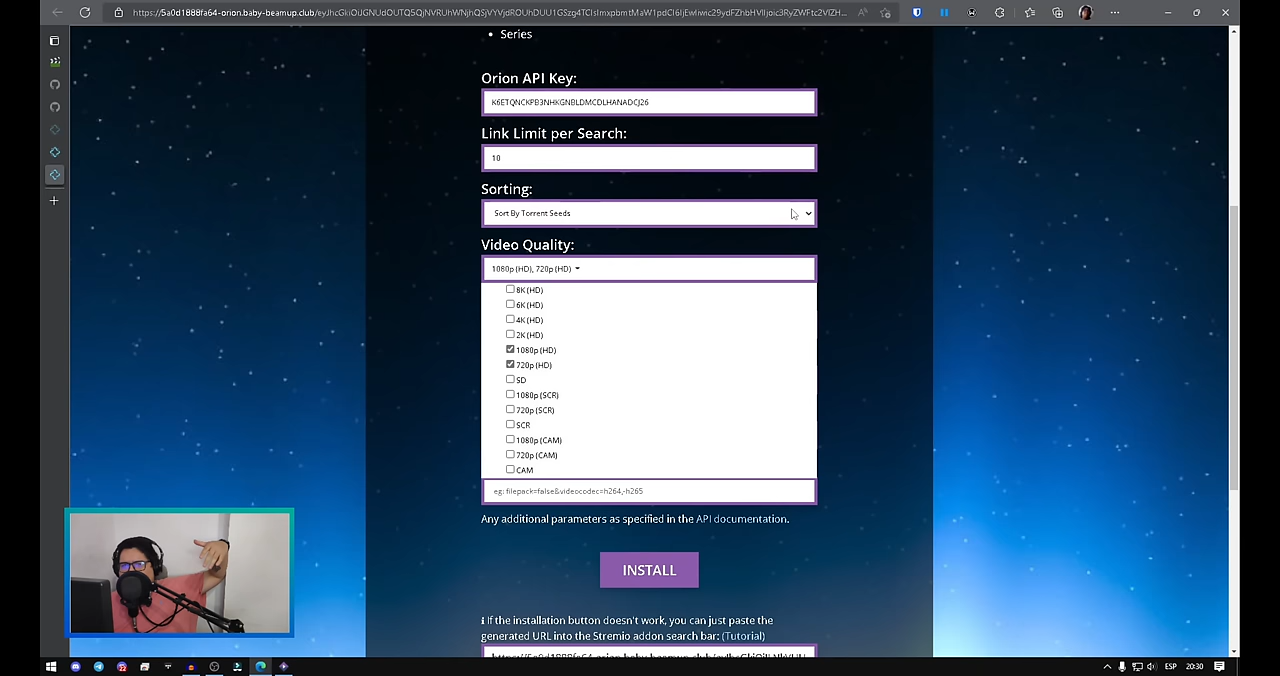 • Series
Orion API Key:
K6ETQNCKPB3NHKGNBLDMCDLHANADCJ26
Link Limit per Search:
10
Sorting:
Sort By Torrent Seeds
Video Quality:
1080p (HD), 720p (HD)
8K (HD)
6K (HD)
4K (HD)
2K (HD)
1080p (HD)
720p (HD)
SD
1080p (SCR)
720p (SCR)
SCR
1080p (CAM)
720p (CAM)
CAM
eg: filepack=false&videocodec=h264,-h265
Any additional parameters as specified in the API documentation.
INSTALL
ℹ If the installation button doesn't work, you can just paste the
generated URL into the Stremio addon search bar: (Tutorial)
ESP 20:30